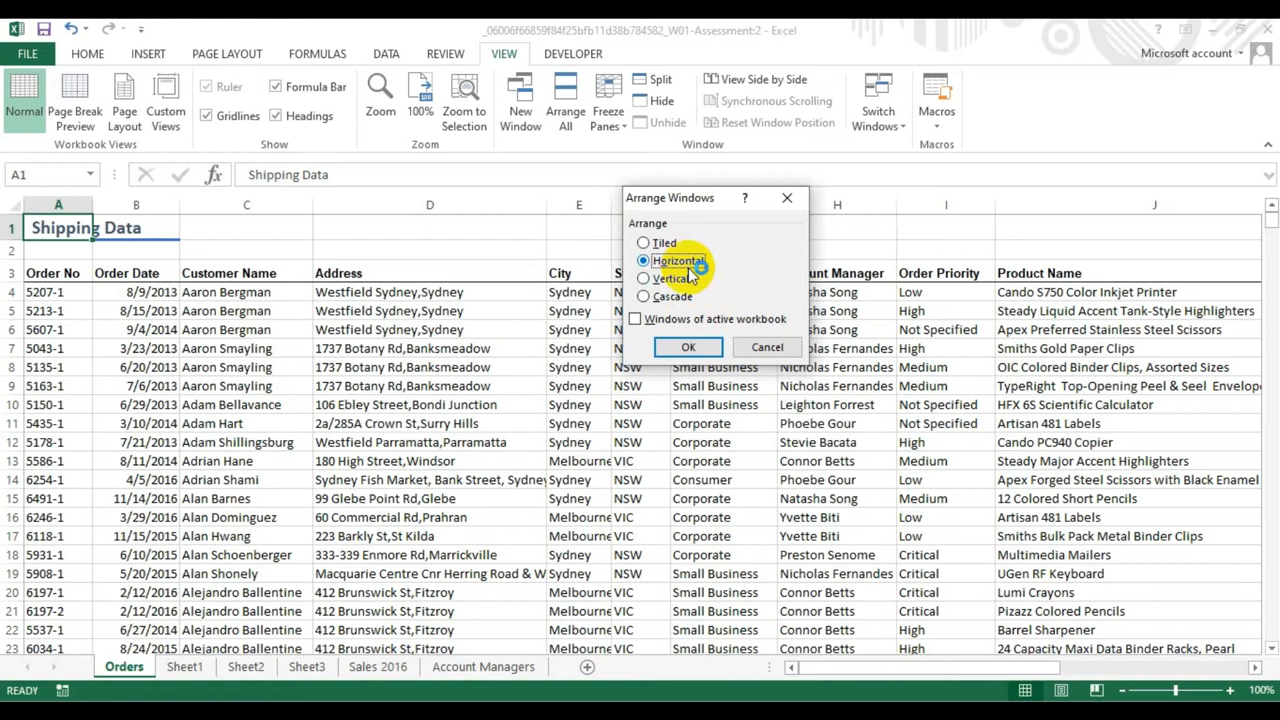 _06006f66859f84f25bfb11d38b784582_W01-Assessment:2 - Excel
FILE HOME INSERT PAGE LAYOUT FORMULAS DATA REVIEW VIEW DEVELOPER Microsoft account
Normal Page Break Preview Page Layout Custom Views
Workbook Views
Ruler Formula Bar
Gridlines Headings
Show
Zoom 100% Zoom to Selection
Zoom
New Window Arrange All Freeze Panes
Split View Side by Side
Hide Synchronous Scrolling
Unhide Reset Window Position
Switch Windows
Window
Macros
Macros
A1 fx Shipping Data
A B C D E H I J
1 Shipping Data
2
3 Order No Order Date Customer Name Address City Account Manager Order Priority Product Name
4 5207-1 8/9/2013 Aaron Bergman Westfield Sydney,Sydney Sydney Natasha Song Low Cando S750 Color Inkjet Printer
5 5213-1 8/15/2013 Aaron Bergman Westfield Sydney,Sydney Sydney Natasha Song High Steady Liquid Accent Tank-Style Highlighters
6 5607-1 9/4/2014 Aaron Bergman Westfield Sydney,Sydney Sydney Natasha Song Not Specified Apex Preferred Stainless Steel Scissors
7 5043-1 3/23/2013 Aaron Smayling 1737 Botany Rd,Banksmeadow Sydney Nicholas Fernandes High Smiths Gold Paper Clips
8 5135-1 6/20/2013 Aaron Smayling 1737 Botany Rd,Banksmeadow Sydney NSW Small Business Nicholas Fernandes Medium OIC Colored Binder Clips, Assorted Sizes
9 5163-1 7/6/2013 Aaron Smayling 1737 Botany Rd,Banksmeadow Sydney NSW Small Business Nicholas Fernandes Medium TypeRight Top-Opening Peel & Seel Envelope
10 5150-1 6/29/2013 Adam Bellavance 106 Ebley Street,Bondi Junction Sydney NSW Small Business Leighton Forrest Not Specified HFX 6S Scientific Calculator
11 5435-1 3/10/2014 Adam Hart 2a/285A Crown St,Surry Hills Sydney NSW Corporate Phoebe Gour Not Specified Artisan 481 Labels
12 5178-1 7/21/2013 Adam Shillingsburg Westfield Parramatta,Parramatta Sydney NSW Corporate Stevie Bacata High Cando PC940 Copier
13 5586-1 8/11/2014 Adrian Hane 180 High Street,Windsor Melbourne VIC Corporate Connor Betts Medium Steady Major Accent Highlighters
14 6254-1 4/5/2016 Adrian Shami Sydney Fish Market, Bank Street, Sydney Sydney NSW Consumer Phoebe Gour Low Apex Forged Steel Scissors with Black Enamel
15 6491-1 11/14/2016 Alan Barnes 99 Glebe Point Rd,Glebe Sydney NSW Corporate Natasha Song Medium 12 Colored Short Pencils
16 6246-1 3/29/2016 Alan Dominguez 60 Commercial Rd,Prahran Melbourne VIC Corporate Yvette Biti Low Artisan 481 Labels
17 6118-1 11/15/2015 Alan Hwang 223 Barkly St,St Kilda Melbourne VIC Corporate Yvette Biti Low Smiths Bulk Pack Metal Binder Clips
18 5931-1 6/10/2015 Alan Schoenberger 333-339 Enmore Rd,Marrickville Sydney NSW Corporate Preston Senome Critical Multimedia Mailers
19 5908-1 5/20/2015 Alan Shonely Macquarie Centre Cnr Herring Road & W Sydney NSW Small Business Nicholas Fernandes Critical UGen RF Keyboard
20 6197-1 2/12/2016 Alejandro Ballentine 412 Brunswick St,Fitzroy Melbourne VIC Small Business Connor Betts Critical Lumi Crayons
21 6197-2 2/12/2016 Alejandro Ballentine 412 Brunswick St,Fitzroy Melbourne VIC Small Business Connor Betts Critical Pizazz Colored Pencils
22 5537-1 6/27/2014 Alejandro Ballentine 412 Brunswick St,Fitzroy Melbourne VIC Small Business Connor Betts High Barrel Sharpener
23 6034-1 8/24/2015 Alejandro Ballentine 412 Brunswick St,Fitzroy Melbourne VIC Small Business Connor Betts High 24 Capacity Maxi Data Binder Racks, Pearl
Arrange Windows ?
Arrange
Tiled
Horizontal
Vertical
Cascade
Windows of active workbook
OK Cancel
Orders Sheet1 Sheet2 Sheet3 Sales 2016 Account Managers
READY 100%